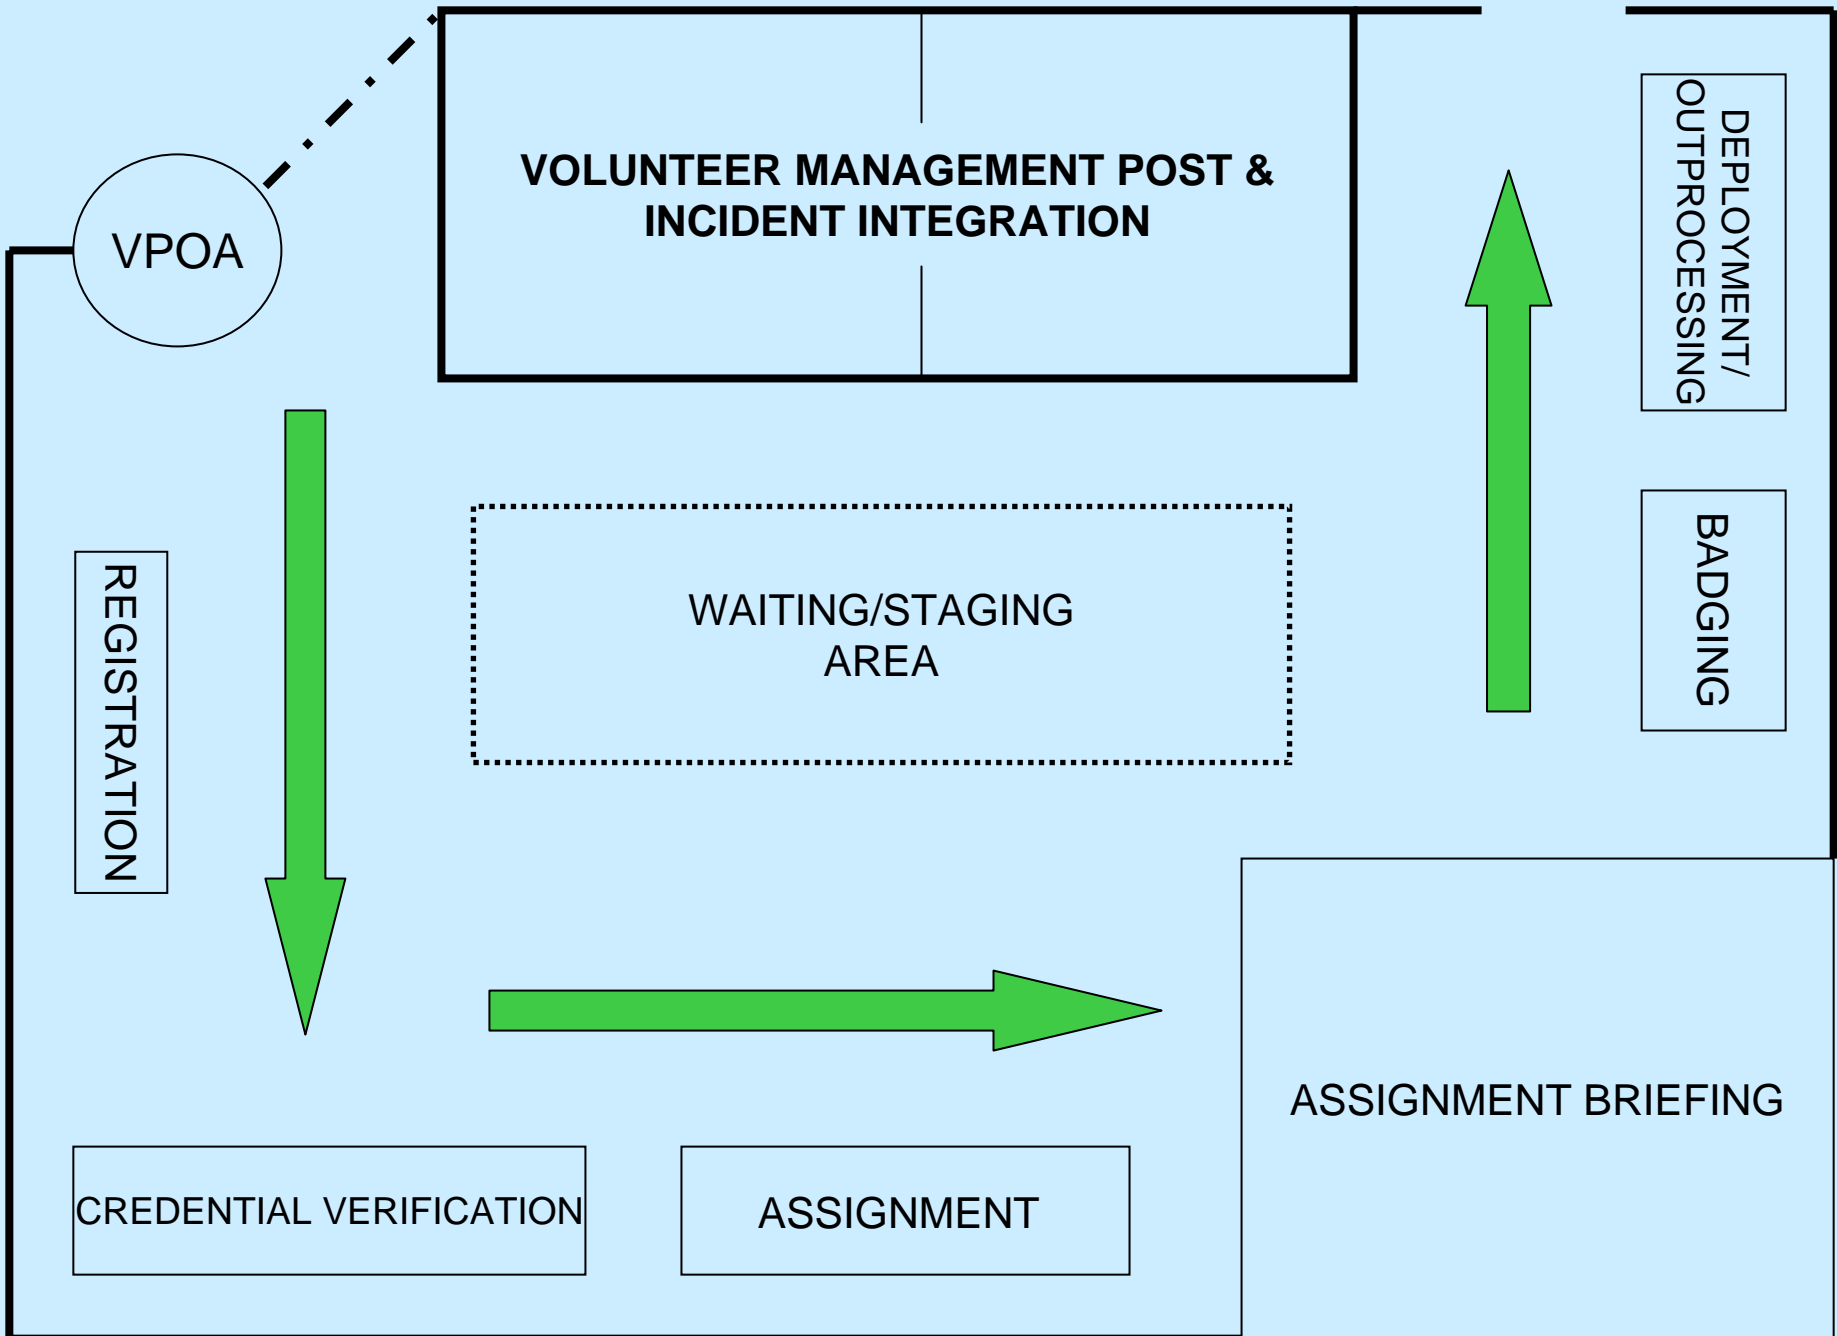 VOLUNTEER MANAGEMENT POST &
INCIDENT INTEGRATION
VPOA
DEPLOYMENT/
OUTPROCESSING
WAITING/STAGING
AREA
REGISTRATION
BADGING
ASSIGNMENT BRIEFING
CREDENTIAL VERIFICATION
ASSIGNMENT